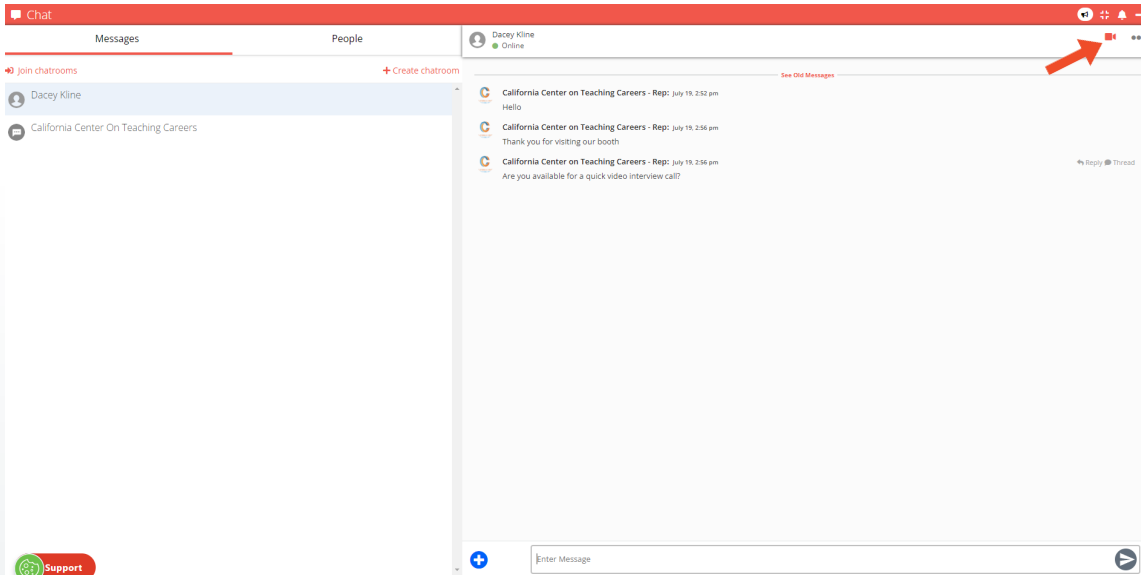 Chat
Messages People
Join chatrooms + Create chatroom
Dacey Kline
California Center On Teaching Careers
Support
Dacey Kline
Online
See Old Messages
California Center on Teaching Careers - Rep: July 19, 2:52 pm
Hello
California Center on Teaching Careers - Rep: July 19, 2:56 pm
Thank you for visiting our booth
California Center on Teaching Careers - Rep: July 19, 2:56 pm
Reply Thread
Are you available for a quick video interview call?
Enter Message